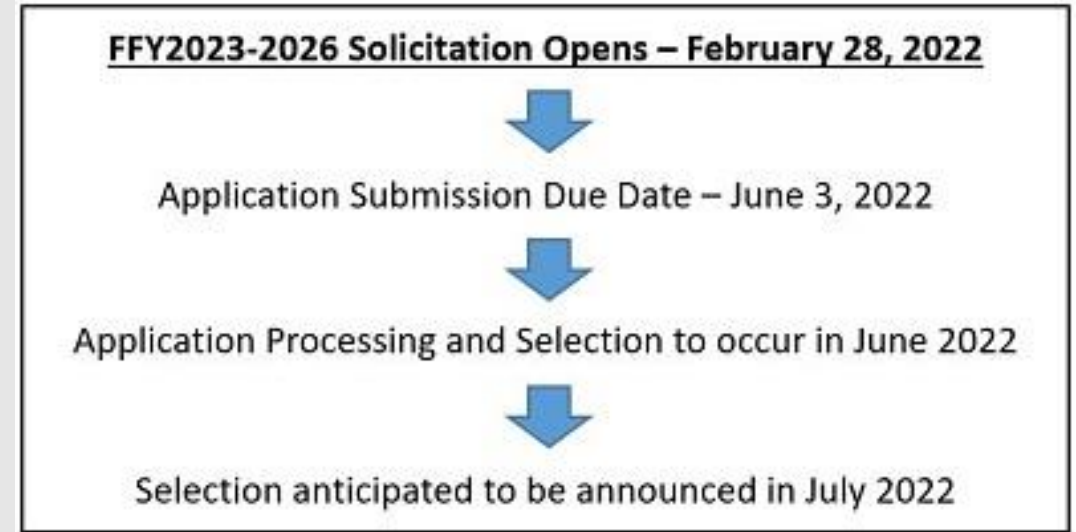 FFY2023-2026 Solicitation Opens – February 28, 2022
Application Submission Due Date – June 3, 2022
Application Processing and Selection to occur in June 2022
Selection anticipated to be announced in July 2022